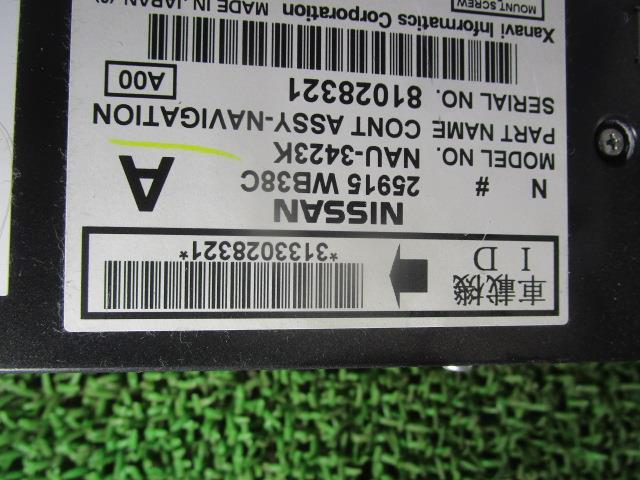 車載機
ID
*3133028321*
NISSAN
N # 25915 WB38C A
MODEL NO. NAU-3423K
PART NAME CONT ASSY-NAVIGATION
SERIAL NO. 81028321 A00
Xanavi Informatics Corporation MADE IN JAPAN
MOUNT SCREW